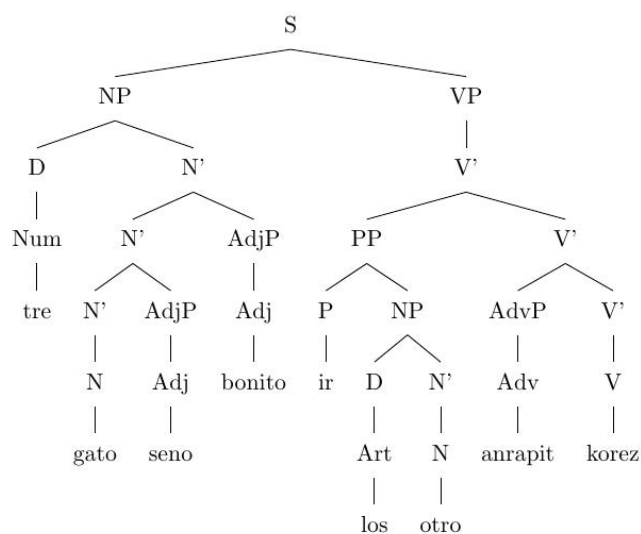 S
NP VP
D N' V'
Num N' AdjP PP V'
tre N' AdjP Adj P NP AdvP V'
N Adj bonito ir D N' Adv V
gato seno Art N anrapit korez
los otro